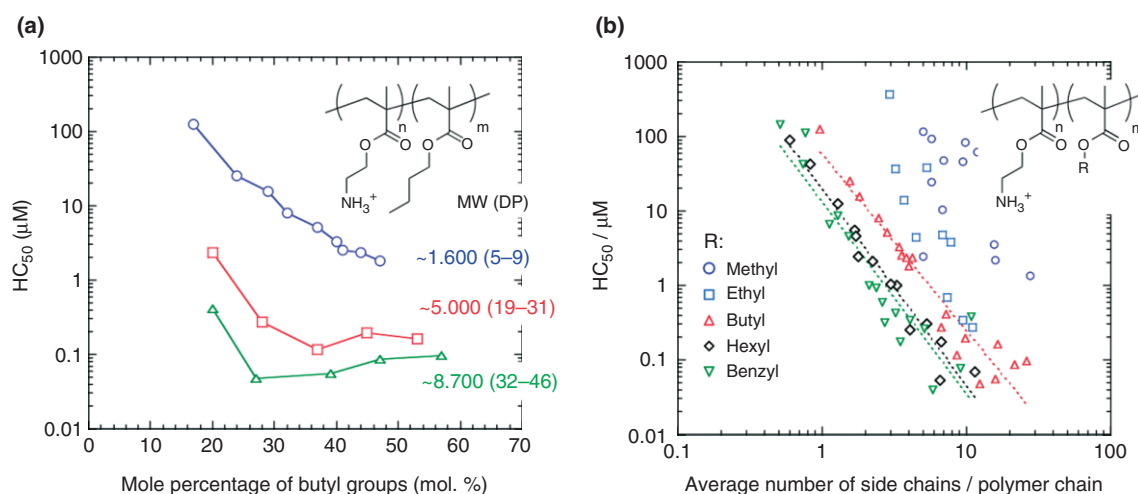 (a)
HC50 (μM)
1000
100
10
1
0.1
0.01
0 10 20 30 40 50 60 70
Mole percentage of butyl groups (mol. %)
n m
O O
O O
NH3+
MW (DP)
~1.600 (5–9)
~5.000 (19–31)
~8.700 (32–46)
(b)
HC50 / μM
1000
100
10
1
0.1
0.01
0.1 1 10 100
Average number of side chains / polymer chain
n m
O O
O O
R
NH3+
R:
Methyl
Ethyl
Butyl
Hexyl
Benzyl